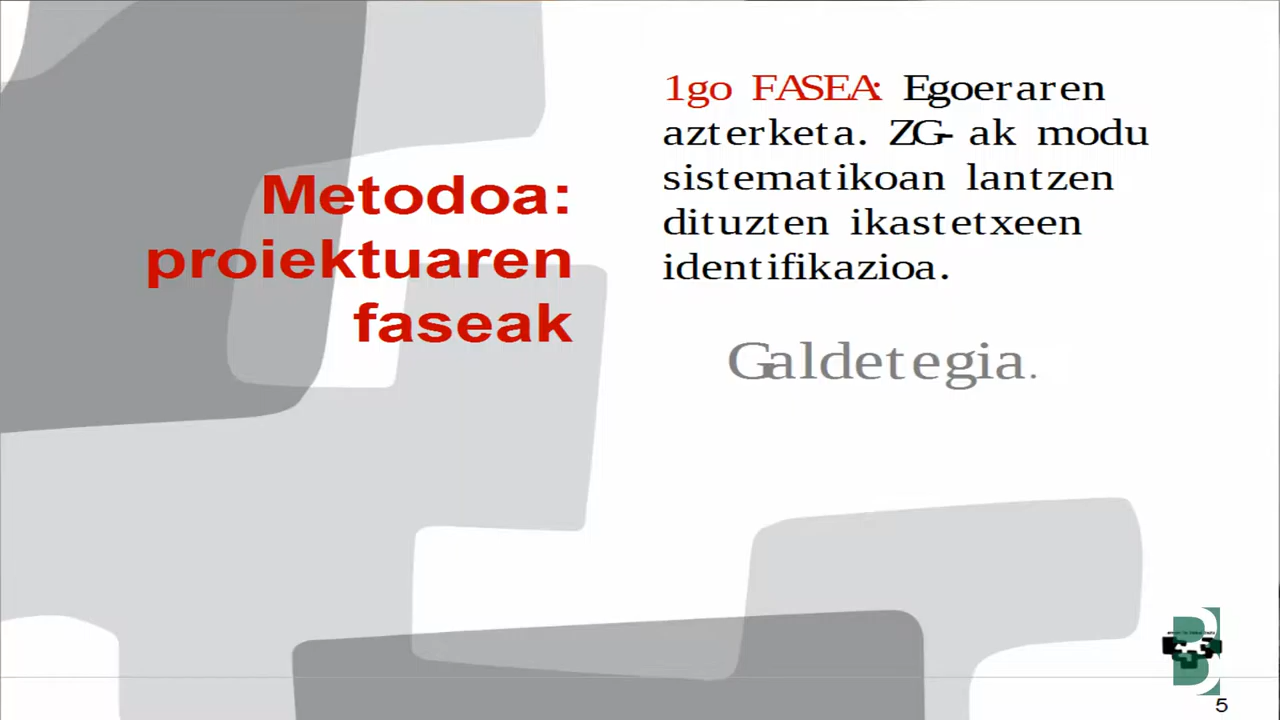 Metodoa:
proiektuaren
faseak
1go FASEA: Egoeraren
azterketa. ZG- ak modu
sistematikoan lantzen
dituzten ikastetxeen
identifikazioa.
Galdetegia.
5